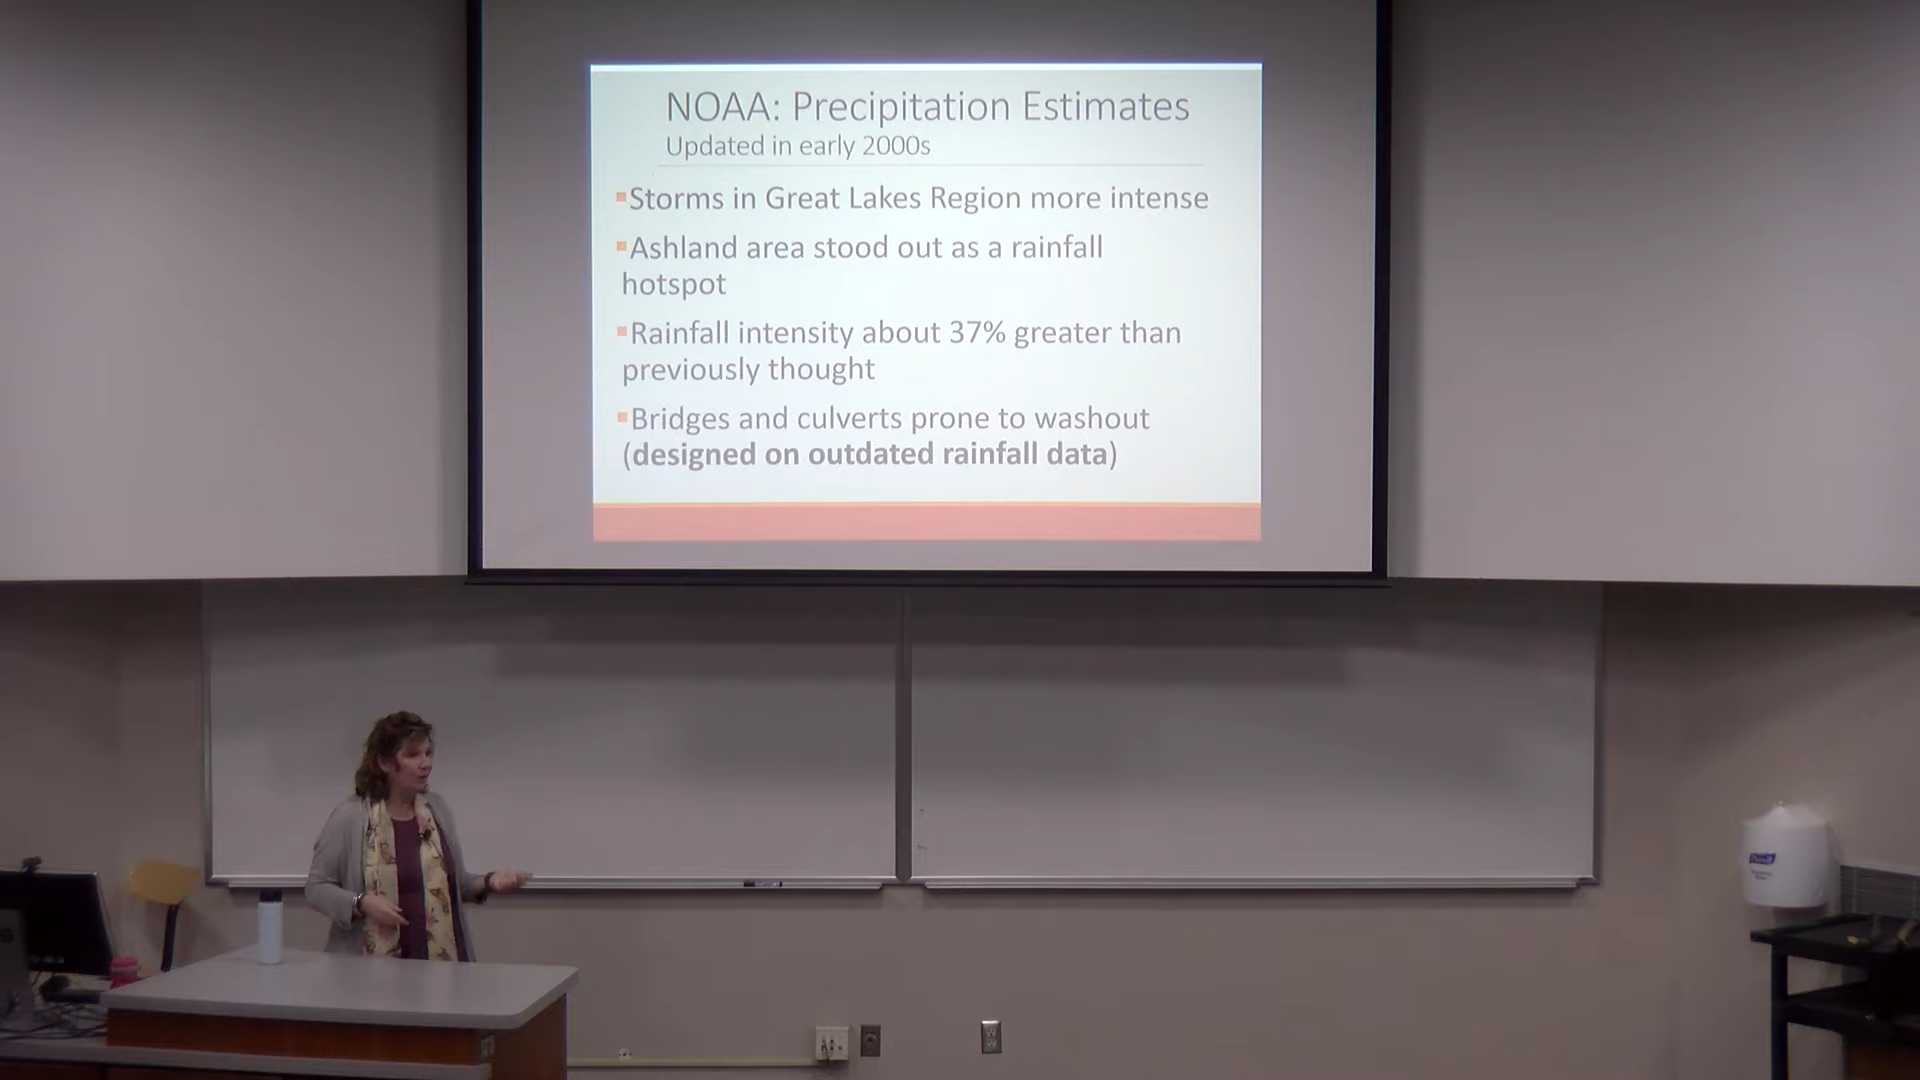 NOAA: Precipitation Estimates
Updated in early 2000s
Storms in Great Lakes Region more intense
Ashland area stood out as a rainfall
hotspot
Rainfall intensity about 37% greater than
previously thought
Bridges and culverts prone to washout
(designed on outdated rainfall data)